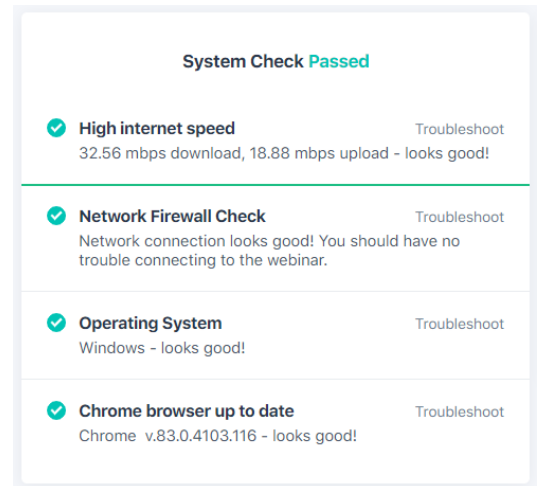 System Check Passed
High internet speed
Troubleshoot
32.56 mbps download, 18.88 mbps upload - looks good!
Network Firewall Check
Troubleshoot
Network connection looks good! You should have no
trouble connecting to the webinar.
Operating System
Troubleshoot
Windows - looks good!
Chrome browser up to date
Troubleshoot
Chrome v.83.0.4103.116 - looks good!